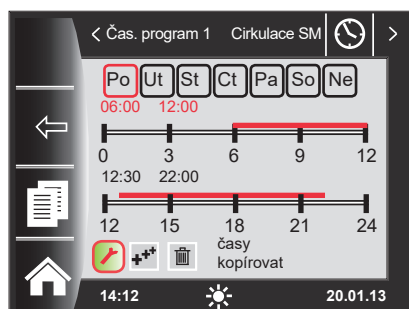 Čas. program 1 Cirkulace SM
Po Ut St Ct Pa So Ne
06:00 12:00
0 3 6 9 12
12:30 22:00
12 15 18 21 24
časy
kopírovat
14:12 20.01.13